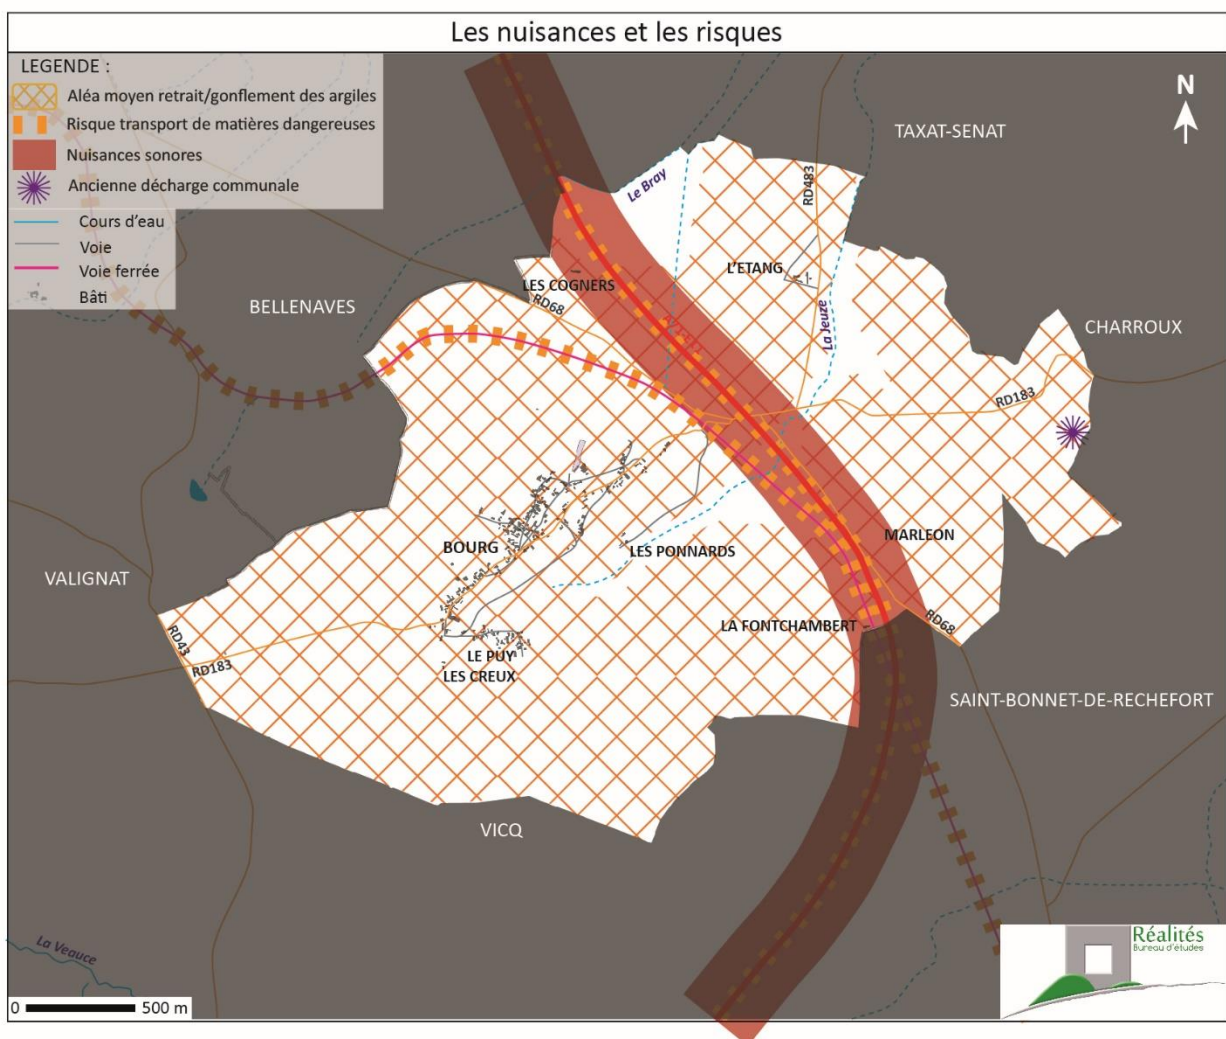 Les nuisances et les risques
LEGENDE :
Aléa moyen retrait/gonflement des argiles
Risque transport de matières dangereuses
Nuisances sonores
Ancienne décharge communale
Cours d'eau
Voie
Voie ferrée
Bâti
N
TAXAT-SENAT
Le Bray
RD483
L'ETANG
LES COGNERS
RD68
BELLENAVES
La Jeuze
CHARROUX
RD183
BOURG
LES PONNARDS
MARLEON
VALIGNAT
LA FONTCHAMBERT
RD68
RD43
RD183
LE PUY
LES CREUX
SAINT-BONNET-DE-RECHEFORT
VICQ
La Veauce
Réalités
Bureau d'études
0 500 m